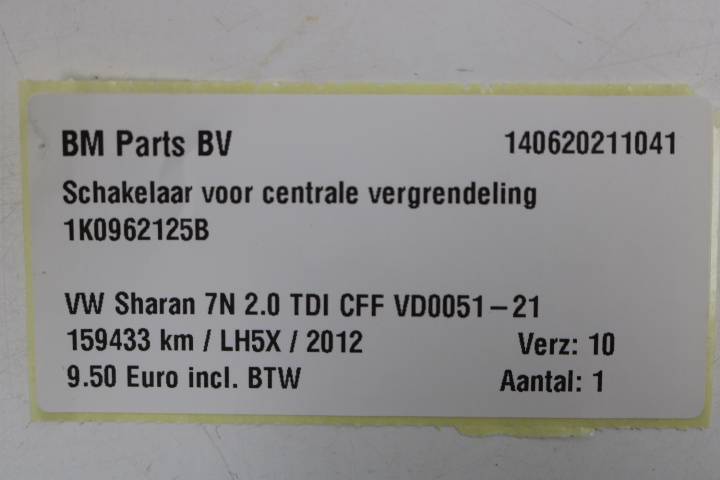 BM Parts BV 140620211041
Schakelaar voor centrale vergrendeling
1K0962125B
VW Sharan 7N 2.0 TDI CFF VD0051-21
159433 km / LH5X / 2012 Verz: 10
9.50 Euro incl. BTW Aantal: 1